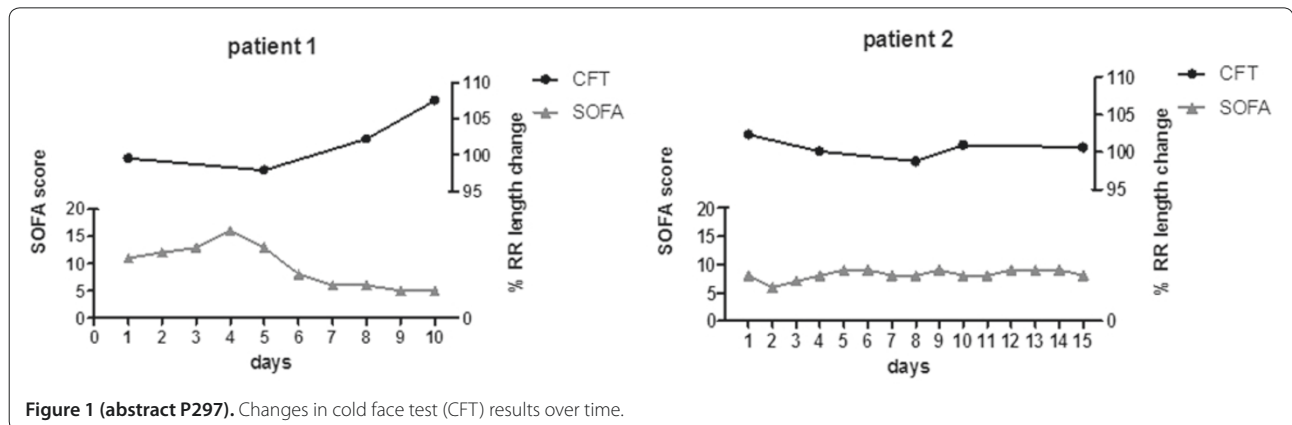 patient 1
CFT
SOFA
SOFA score
20
15
10
5
0
110
105
100
95
0
% RR length change
0 1 2 3 4 5 6 7 8 9 10
days
patient 2
CFT
SOFA
SOFA score
20
15
10
5
0
110
105
100
95
0
% RR length change
1 2 3 4 5 6 7 8 9 10 11 12 13 14 15
days
Figure 1 (abstract P297). Changes in cold face test (CFT) results over time.